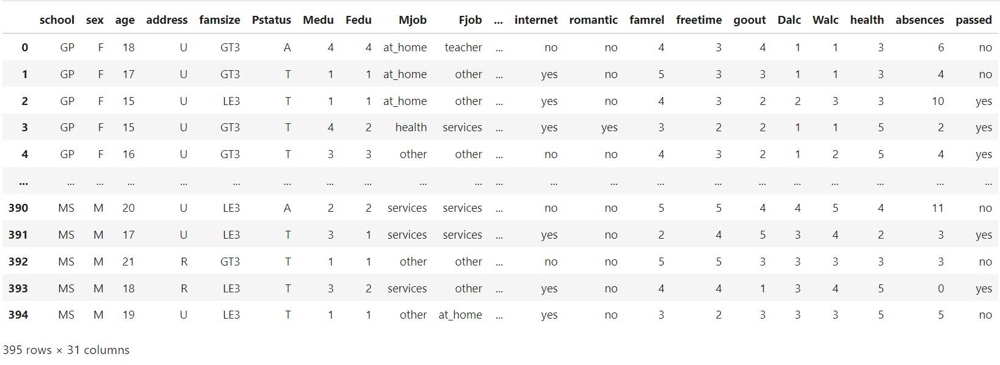 school sex age address famsize Pstatus Medu Fedu Mjob Fjob ... internet romantic famrel freetime goout Dalc Walc health absences passed
0 GP F 18 U GT3 A 4 4 at_home teacher ... no no 4 3 4 1 1 3 6 no
1 GP F 17 U GT3 T 1 1 at_home other ... yes no 5 3 3 1 1 3 4 no
2 GP F 15 U LE3 T 1 1 at_home other ... yes no 4 3 2 2 3 3 10 yes
3 GP F 15 U GT3 T 4 2 health services ... yes yes 3 2 2 1 1 5 2 yes
4 GP F 16 U GT3 T 3 3 other other ... no no 4 3 2 1 2 5 4 yes
... ... ... ... ... ... ... ... ... ... ... ... ... ... ... ... ... ... ... ... ... ...
390 MS M 20 U LE3 A 2 2 services services ... no no 5 5 4 4 5 4 11 no
391 MS M 17 U LE3 T 3 1 services services ... yes no 2 4 5 3 4 2 3 yes
392 MS M 21 R GT3 T 1 1 other other ... no no 5 5 3 3 3 3 3 no
393 MS M 18 R LE3 T 3 2 services other ... yes no 4 4 1 3 4 5 0 yes
394 MS M 19 U LE3 T 1 1 other at_home ... yes no 3 2 3 3 3 5 5 no
395 rows × 31 columns